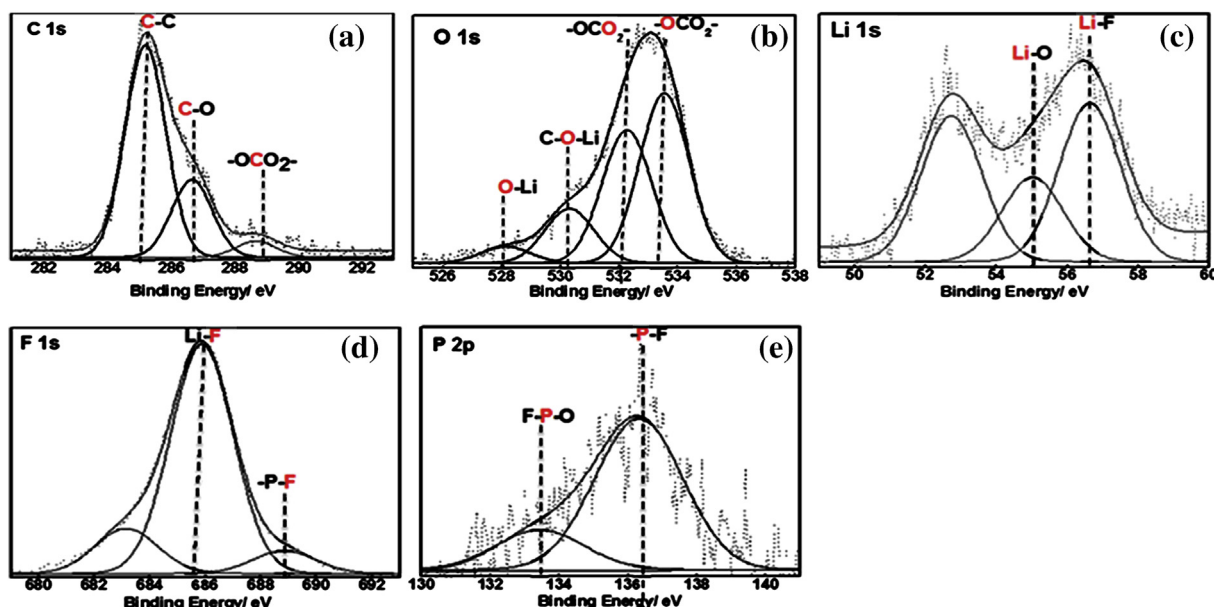 C 1s
C-C
(a)
C-O
-OCO₂-
282 284 286 288 290
Binding Energy/ eV
O 1s
-OCO₂-
-OCO₂-
(b)
C-O-Li
O-Li
526 528 530 532 534 536 538
Binding Energy/ eV
Li 1s
Li-F
(c)
Li-O
50 52 54 56 58 60
Binding Energy/ eV
F 1s
Li-F
(d)
-P-F
680 682 684 686 688 690 692
Binding Energy/ eV
P 2p
-P-F
(e)
F-P-O
130 132 134 136 138 140
Binding Energy/ eV